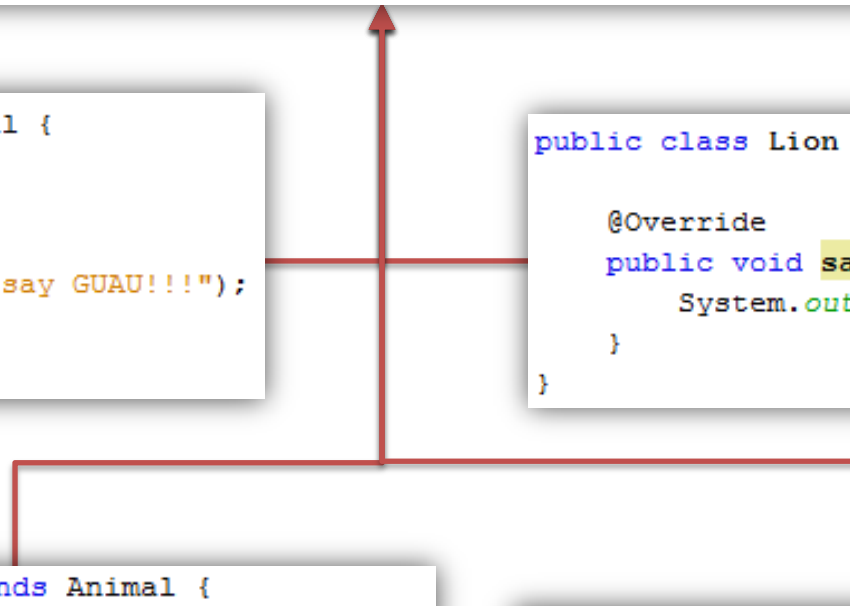 l {
say GUAU!!!");
public class Lion
@Override
public void sa
System.out
}
}
nds Animal {